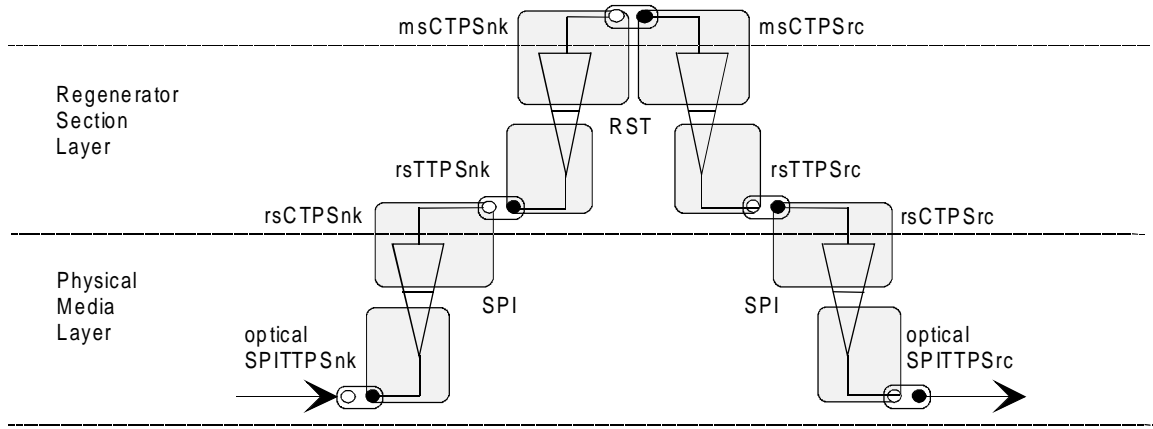 msCTPSnk
msCTPSrc
Regenerator
Section
Layer
RST
rsTTPSnk
rsTTPSrc
rsCTPSnk
rsCTPSrc
Physical
Media
Layer
SPI
SPI
optical
SPITTPSnk
optical
SPITTPSrc